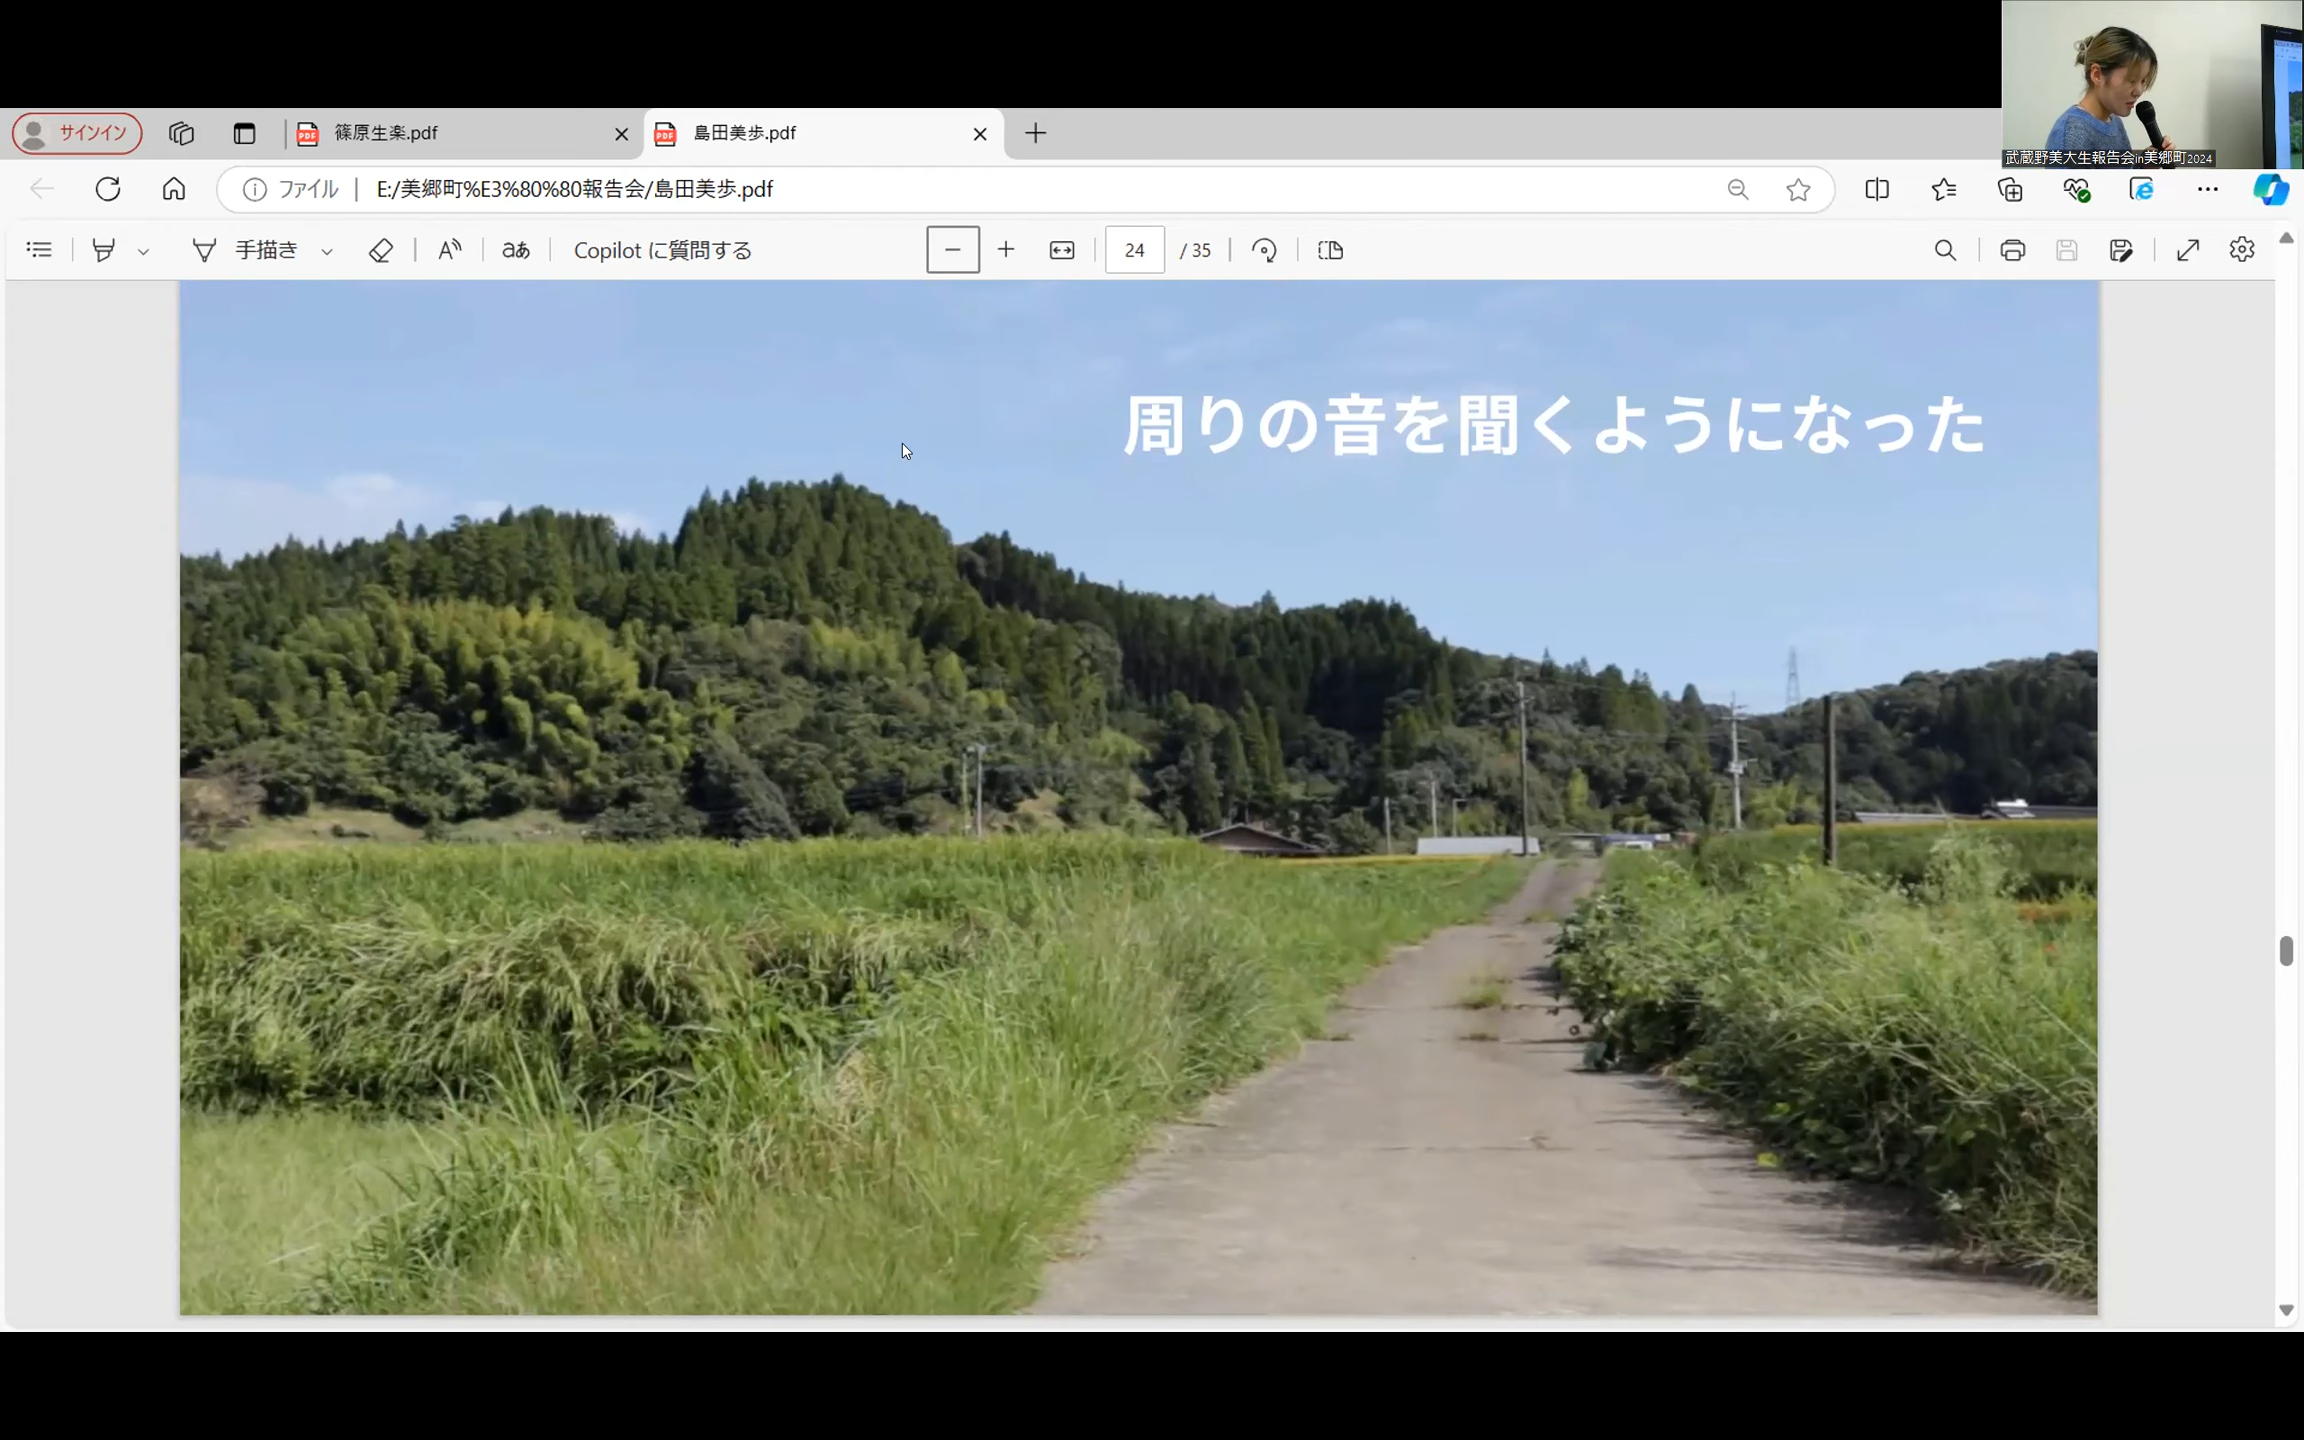 武蔵野美大生報告会in美郷町2024
サインイン
篠原生楽.pdf
島田美歩.pdf
ファイル
E:/美郷町%E3%80%80報告会/島田美歩.pdf
手描き
aあ
Copilot に質問する
24 / 35
周りの音を聞くようになった